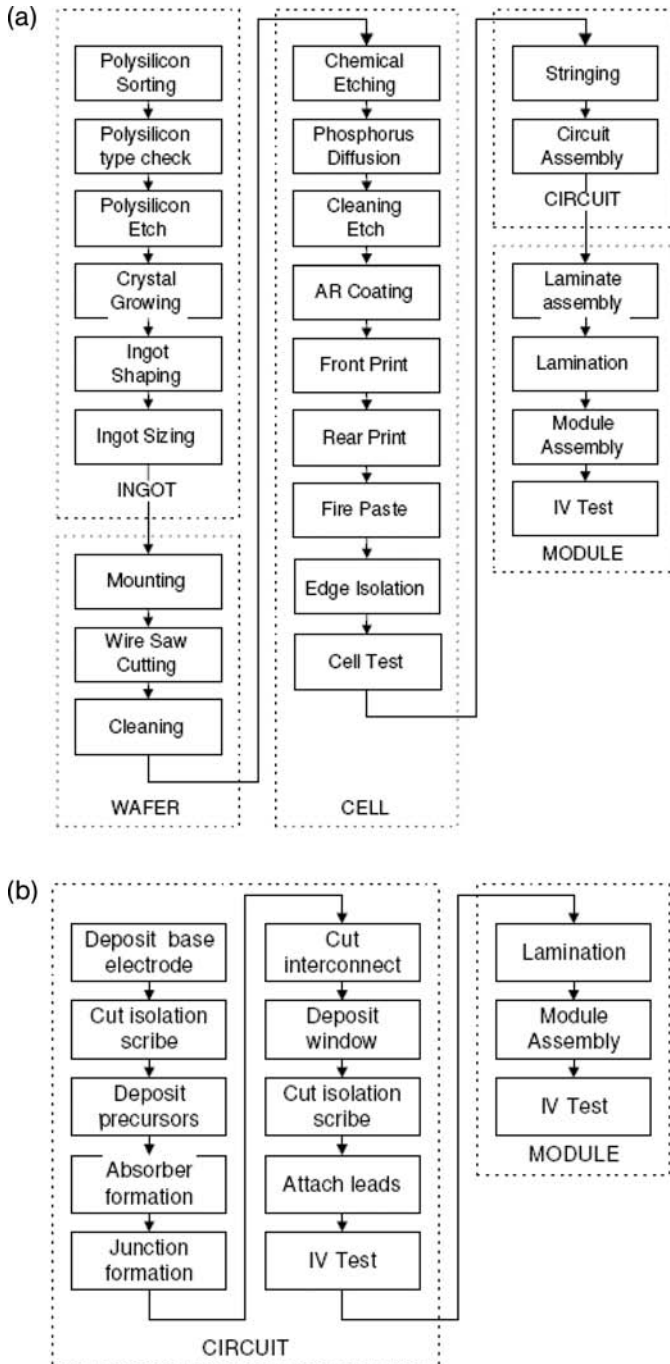 (a)
Polysilicon
Sorting
Polysilicon
type check
Polysilicon
Etch
Crystal
Growing
Ingot
Shaping
Ingot Sizing
INGOT
Mounting
Wire Saw
Cutting
Cleaning
WAFER
Chemical
Etching
Phosphorus
Diffusion
Cleaning
Etch
AR Coating
Front Print
Rear Print
Fire Paste
Edge Isolation
Cell Test
CELL
Stringing
Circuit
Assembly
CIRCUIT
Laminate
assembly
Lamination
Module
Assembly
IV Test
MODULE
(b)
Deposit base
electrode
Cut isolation
scribe
Deposit
precursors
Absorber
formation
Junction
formation
Cut
interconnect
Deposit
window
Cut isolation
scribe
Attach leads
IV Test
CIRCUIT
Lamination
Module
Assembly
IV Test
MODULE